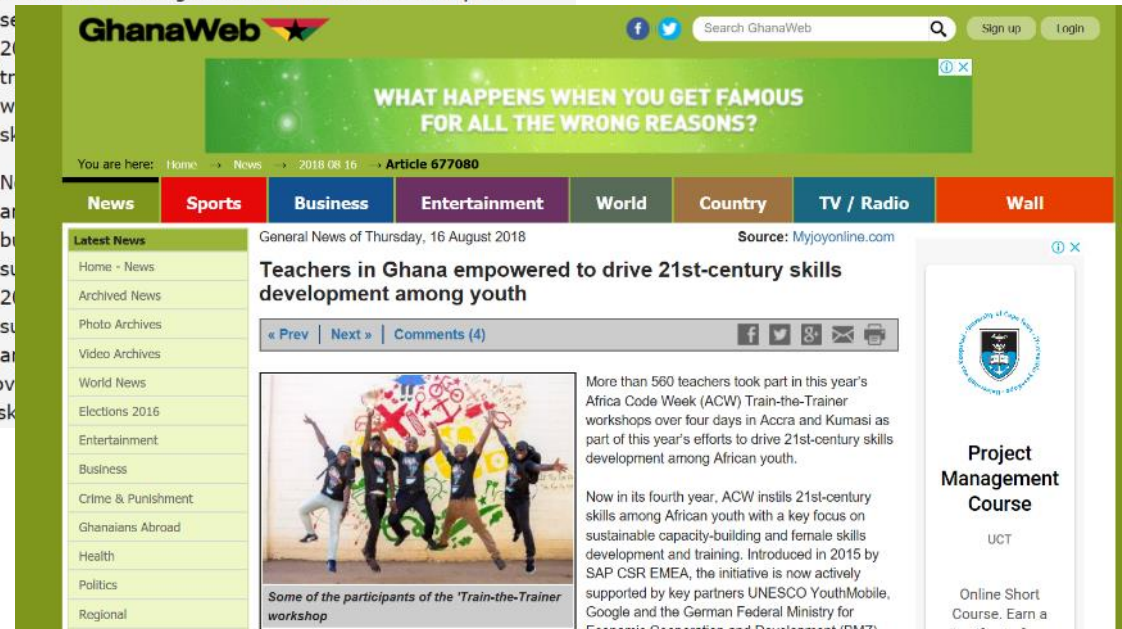 GhanaWeb
Search GhanaWeb
Sign up
Login
WHAT HAPPENS WHEN YOU GET FAMOUS
FOR ALL THE WRONG REASONS?
You are here: Home → News → 2018 08 16 → Article 677080
News
Sports
Business
Entertainment
World
Country
TV / Radio
Wall
Latest News
Home - News
Archived News
Photo Archives
Video Archives
World News
Elections 2016
Entertainment
Business
Crime & Punishment
Ghanaians Abroad
Health
Politics
Regional
General News of Thursday, 16 August 2018
Source: Myjoyonline.com
Teachers in Ghana empowered to drive 21st-century skills
development among youth
« Prev | Next » | Comments (4)
Some of the participants of the 'Train-the-Trainer
workshop
More than 560 teachers took part in this year's
Africa Code Week (ACW) Train-the-Trainer
workshops over four days in Accra and Kumasi as
part of this year's efforts to drive 21st-century skills
development among African youth.
Now in its fourth year, ACW instils 21st-century
skills among African youth with a key focus on
sustainable capacity-building and female skills
development and training. Introduced in 2015 by
SAP CSR EMEA, the initiative is now actively
supported by key partners UNESCO YouthMobile,
Google and the German Federal Ministry for
Economic Cooperation and Development (BMZ)
Project
Management
Course
UCT
Online Short
Course. Earn a